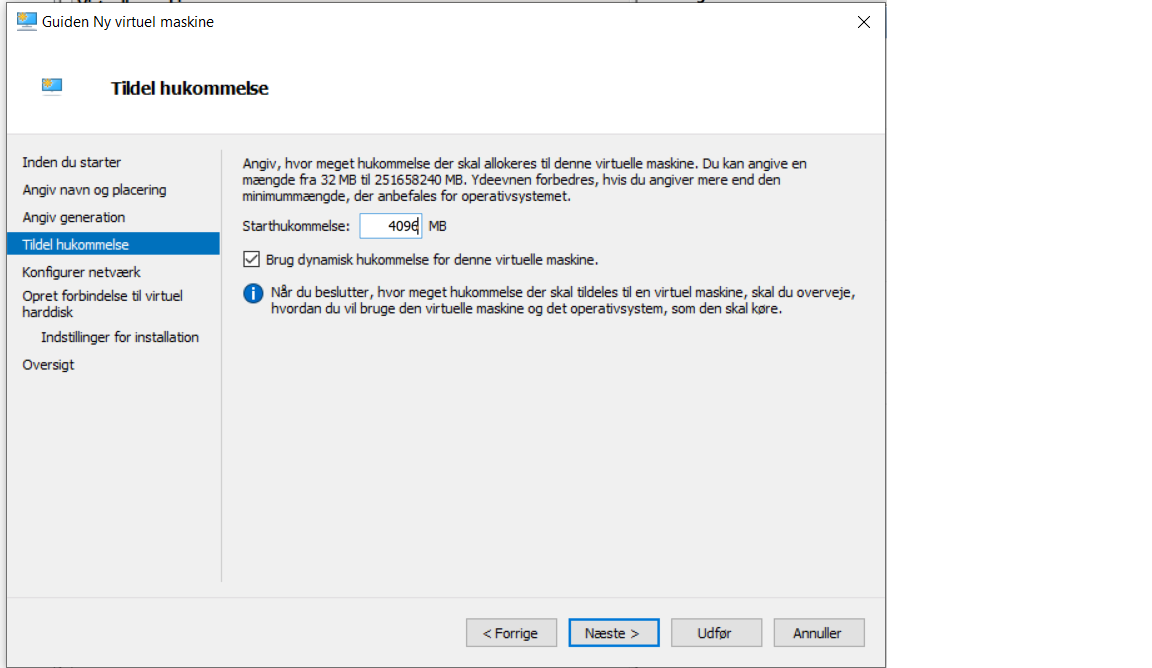 Guiden Ny virtuel maskine
Tildel hukommelse
Inden du starter
Angiv navn og placering
Angiv generation
Tildel hukommelse
Konfigurer netværk
Opret forbindelse til virtuel
harddisk
Indstillinger for installation
Oversigt
Angiv, hvor meget hukommelse der skal allokeres til denne virtuelle maskine. Du kan angive en
mængde fra 32 MB til 251658240 MB. Ydeevnen forbedres, hvis du angiver mere end den
minimummængde, der anbefales for operativsystemet.
Starthukommelse: 4096 MB
Brug dynamisk hukommelse for denne virtuelle maskine.
Når du beslutter, hvor meget hukommelse der skal tildeles til en virtuel maskine, skal du overveje,
hvordan du vil bruge den virtuelle maskine og det operativsystem, som den skal køre.
< Forrige Næste > Udfør Annuller